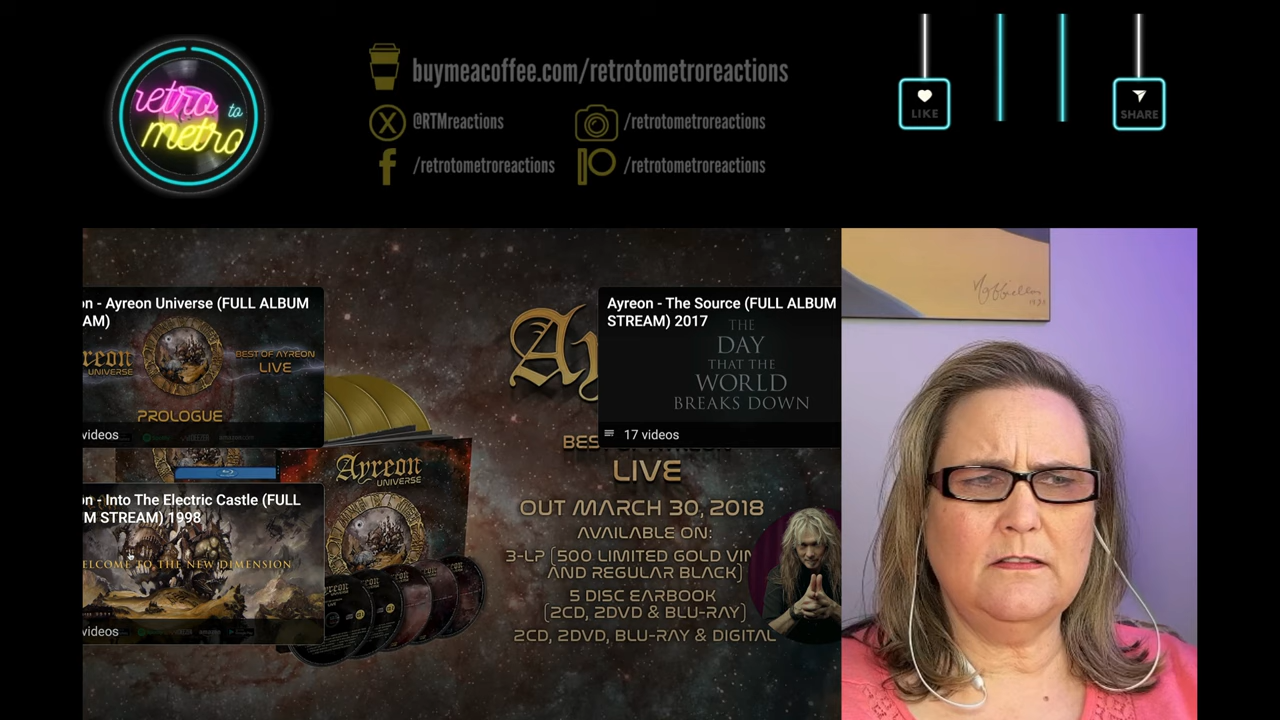 retro to
metro
buymeacoffee.com/retrotometroreactions
@RTMreactions
/retrotometroreactions
/retrotometroreactions
/retrotometroreactions
LIKE
SHARE
on - Ayreon Universe (FULL ALBUM
AM)
reon
UNIVERSE
BEST OF AYREON
LIVE
PROLOGUE
videos
on - Into The Electric Castle (FULL
M STREAM) 1998
ELCOME TO THE NEW DIMENSION
videos
Ayreon
UNIVERSE
Ay
Ayreon - The Source (FULL ALBUM
STREAM) 2017
THE
DAY
THAT THE
WORLD
BREAKS DOWN
17 videos
BES
LIVE
OUT MARCH 30, 2018
AVAILABLE ON:
3-LP (500 LIMITED GOLD VIN
AND REGULAR BLACK)
5 DISC EARBOOK
(2CD, 2DVD & BLU-RAY)
2CD, 2DVD, BLU-RAY & DIGITAL